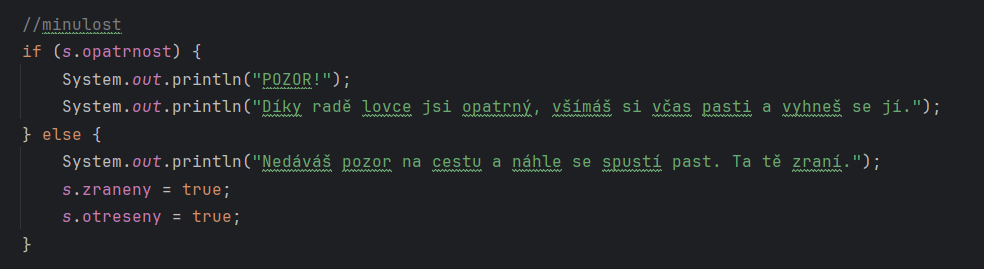 //minulost
if (s.opatrnost) {
    System.out.println("POZOR!");
    System.out.println("Díky radě lovce jsi opatrný, všímáš si včas pasti a vyhneš se jí.");
} else {
    System.out.println("Nedáváš pozor na cestu a náhle se spustí past. Ta tě zraní.");
    s.zraneny = true;
    s.otreseny = true;
}